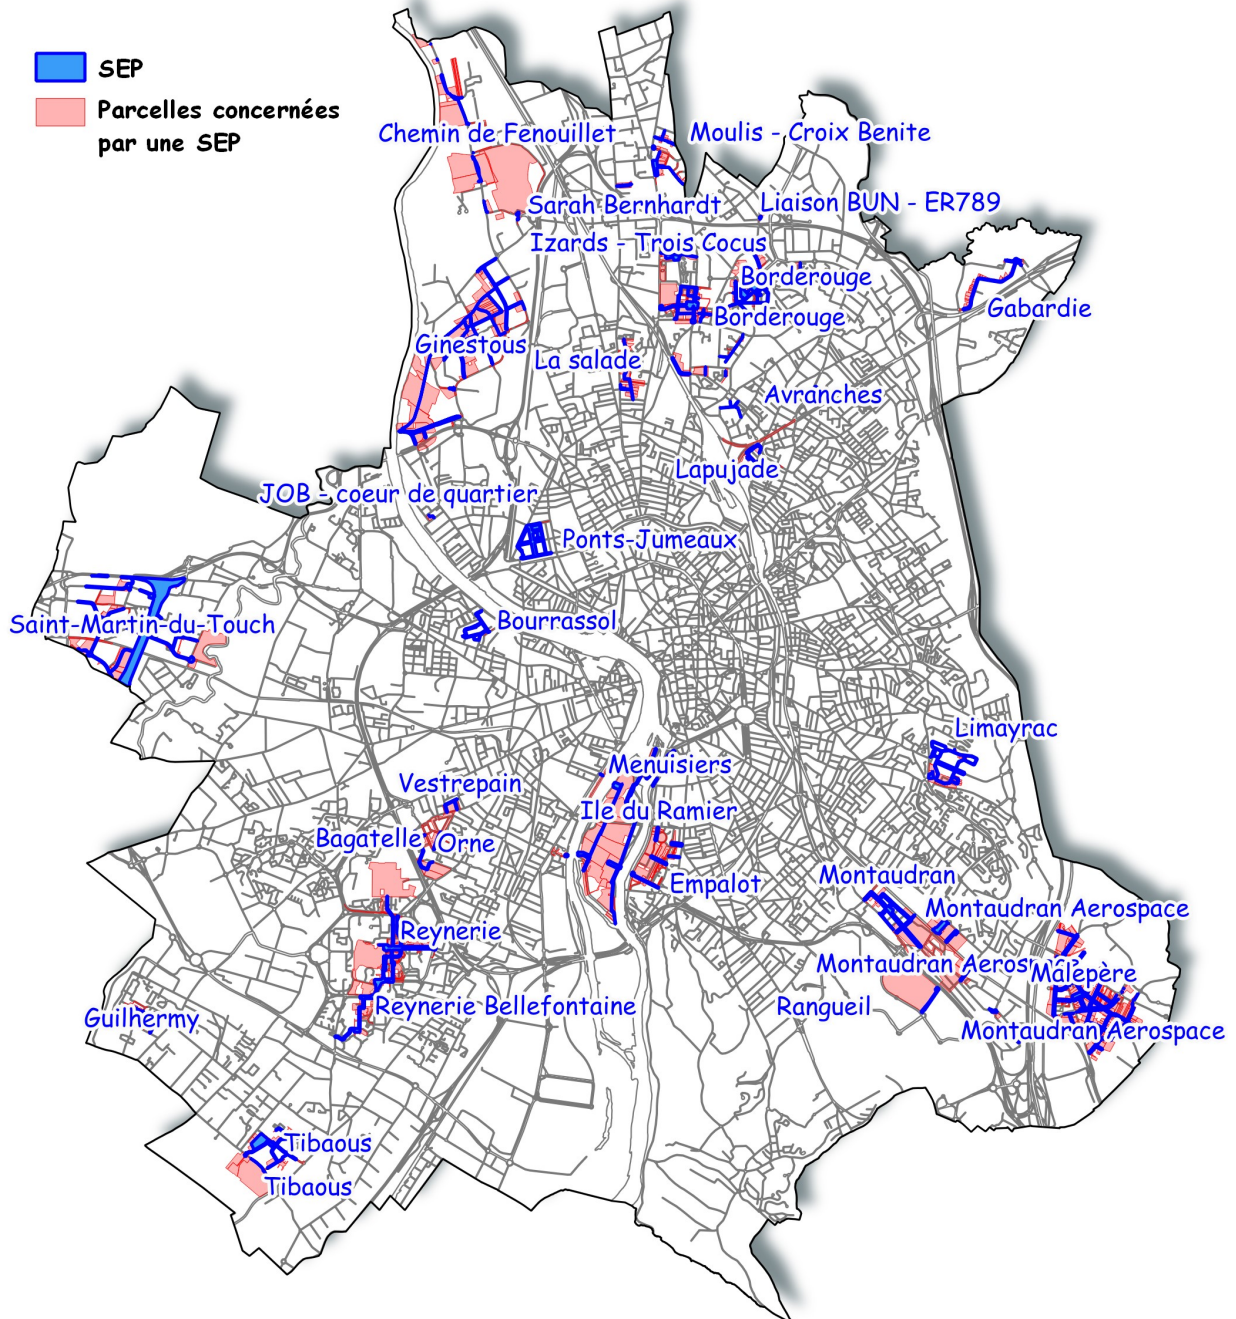 SEP
Parcelles concernées
par une SEP
Chemin de Fenouillet
Moulis - Croix Benite
Sarah Bernhardt
Liaison BUN - ER789
Izards - Trois Cocus
Borderouge
Gabardie
Borderouge
Ginestous
La salade
Avranches
Lapujade
JOB - coeur de quartier
Ponts-Jumeaux
Saint-Martin-du-Touch
Bourrassol
Limayrac
Menuisiers
Vestrepain
Ile du Ramier
Bagatelle
Orne
Empalot
Montaudran
Montaudran Aerospace
Reynerie
Montaudran Aerosp
Malepère
Reynerie Bellefontaine
Rangueil
Guilhermy
Montaudran Aerospace
Tibaous
Tibaous